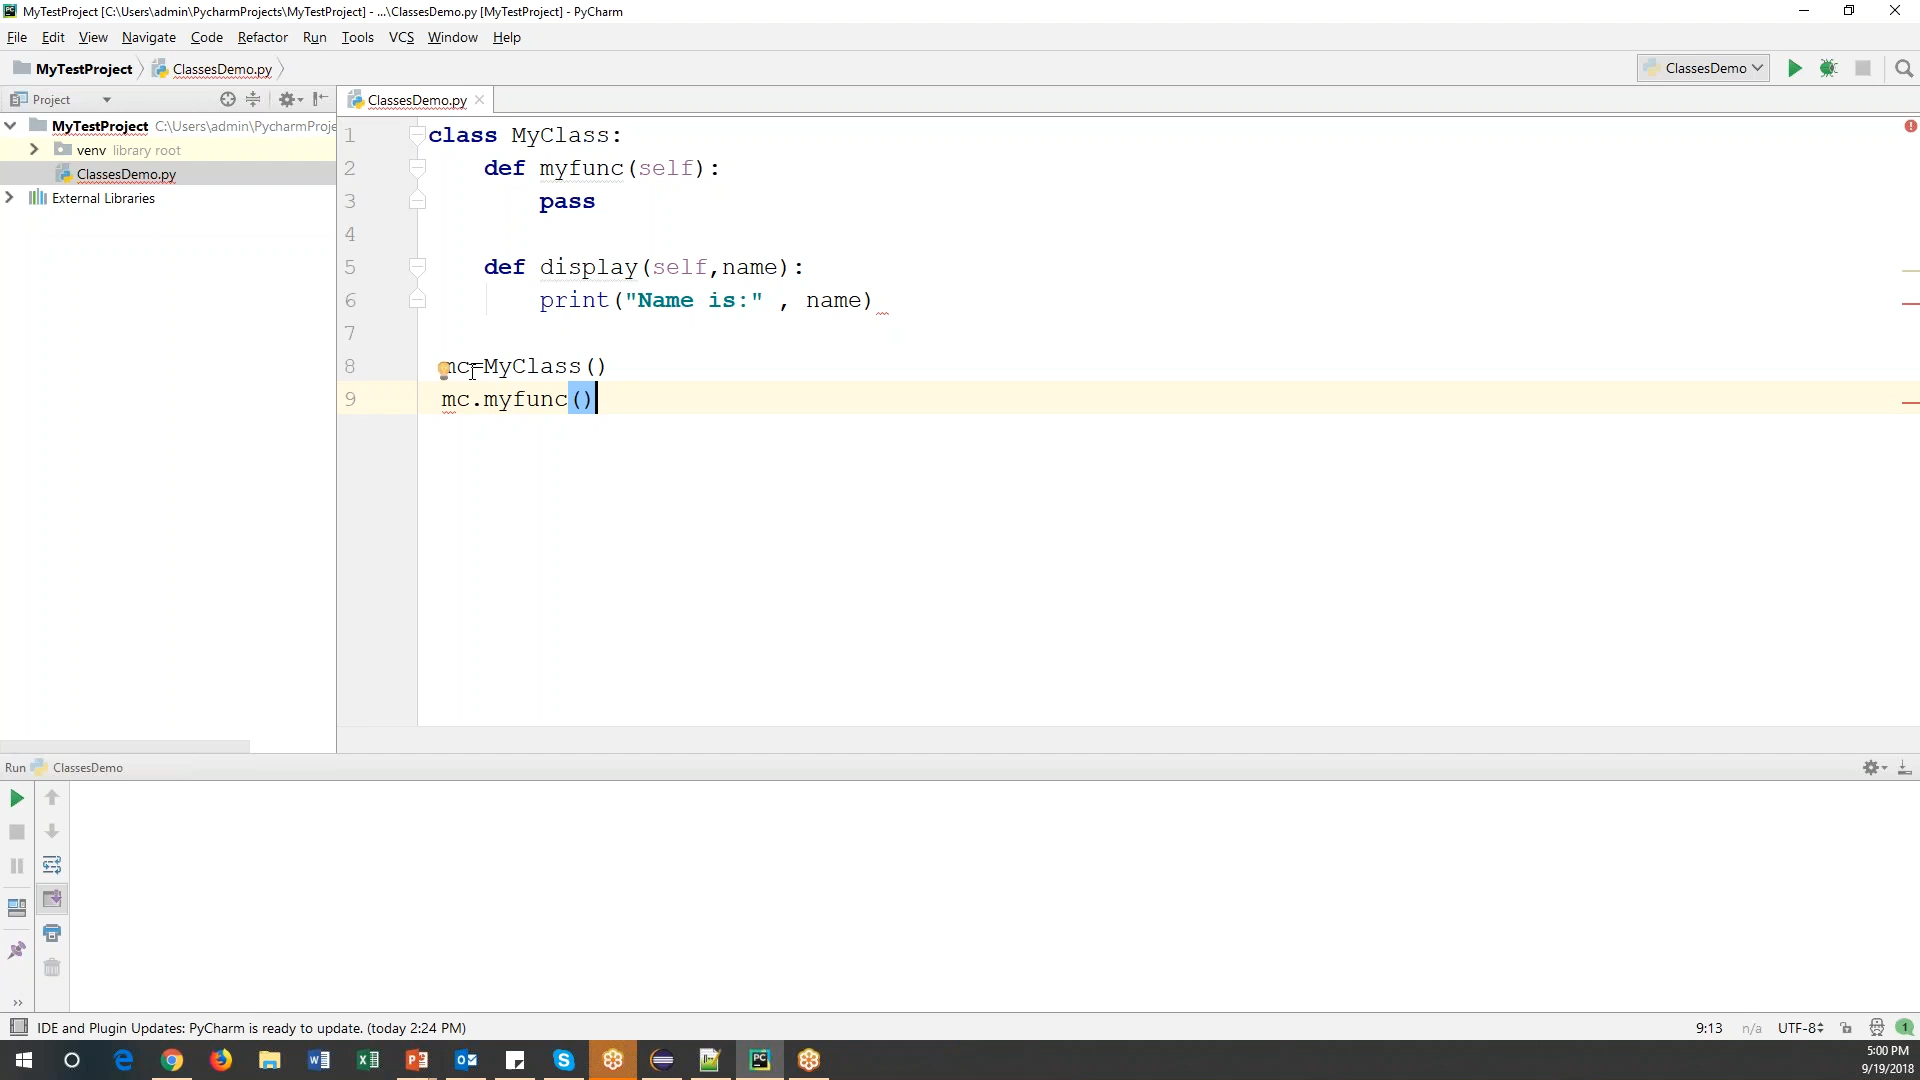 MyTestProject [C:\Users\admin\PycharmProjects\MyTestProject] - ...\ClassesDemo.py [MyTestProject] - PyCharm
File Edit View Navigate Code Refactor Run Tools VCS Window Help
MyTestProject ClassesDemo.py ClassesDemo
Project ClassesDemo.py
MyTestProject C:\Users\admin\PycharmProje
venv library root
ClassesDemo.py
External Libraries
1 class MyClass:
2 def myfunc(self):
3 pass
4
5 def display(self,name):
6 print("Name is:" , name)
7
8 mc=MyClass()
9 mc.myfunc()
Run ClassesDemo
IDE and Plugin Updates: PyCharm is ready to update. (today 2:24 PM) 9:13 n/a UTF-8 1
5:00 PM
9/19/2018